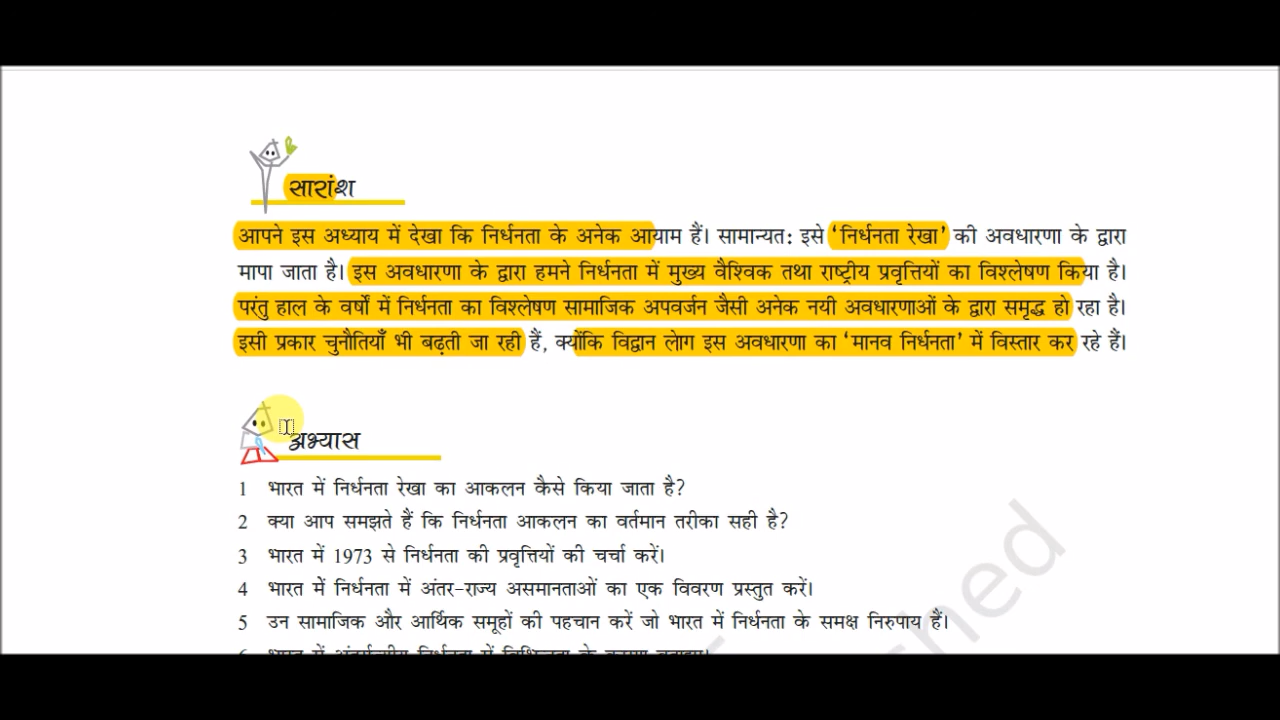 सारांश
आपने इस अध्याय में देखा कि निर्धनता के अनेक आयाम हैं। सामान्यत: इसे ‘निर्धनता रेखा’ की अवधारणा के द्वारा
मापा जाता है। इस अवधारणा के द्वारा हमने निर्धनता में मुख्य वैश्विक तथा राष्ट्रीय प्रवृत्तियों का विश्लेषण किया है।
परंतु हाल के वर्षों में निर्धनता का विश्लेषण सामाजिक अपवर्जन जैसी अनेक नयी अवधारणाओं के द्वारा समृद्ध हो रहा है।
इसी प्रकार चुनौतियाँ भी बढ़ती जा रही हैं, क्योंकि विद्वान लोग इस अवधारणा का ‘मानव निर्धनता’ में विस्तार कर रहे हैं।
अभ्यास
1 भारत में निर्धनता रेखा का आकलन कैसे किया जाता है?
2 क्या आप समझते हैं कि निर्धनता आकलन का वर्तमान तरीका सही है?
3 भारत में 1973 से निर्धनता की प्रवृत्तियों की चर्चा करें।
4 भारत में निर्धनता में अंतर-राज्य असमानताओं का एक विवरण प्रस्तुत करें।
5 उन सामाजिक और आर्थिक समूहों की पहचान करें जो भारत में निर्धनता के समक्ष निरुपाय हैं।